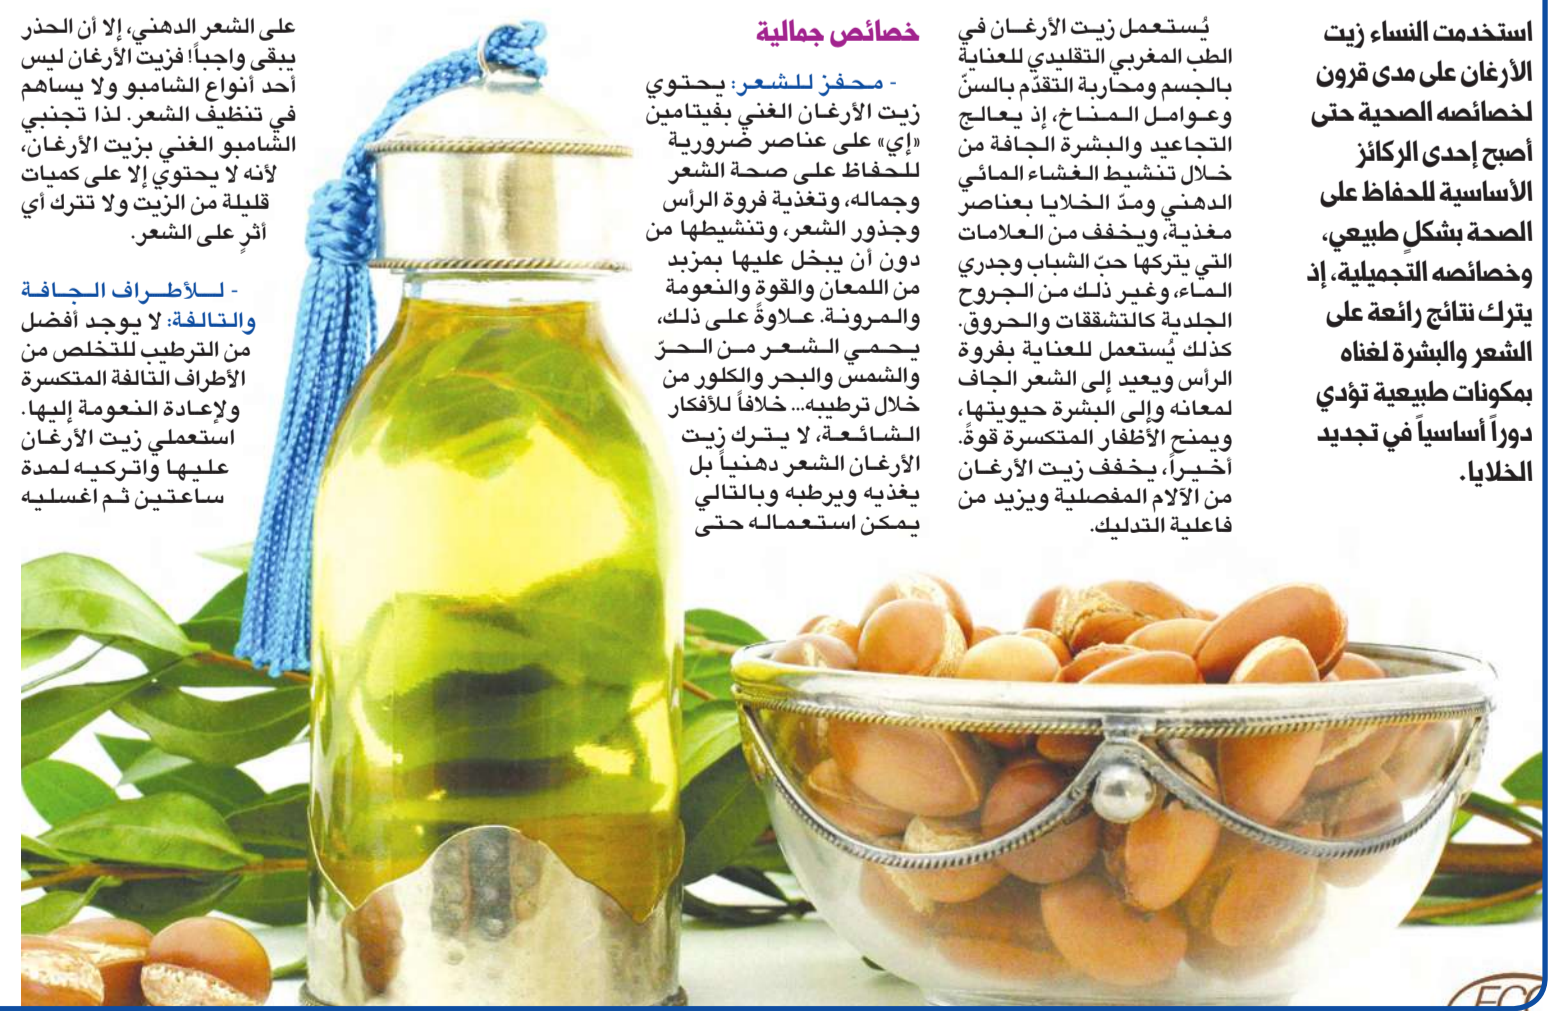 استخدمت النساء زيت
الأرغان على مدى قرون
لخصائصه الصحية حتى
أصبح إحدى الركائز
الأساسية للحفاظ على
الصحة بشكلٍ طبيعي،
وخصائصه التجميلية، إذ
يترك نتائج رائعة على
الشعر والبشرة لغناه
بمكونات طبيعية تؤدي
دوراً أساسياً في تجديد
الخلايا.
يُستعمل زيت الأرغان في
الطب المغربي التقليدي للعناية
بالجسم ومحاربة التقدّم بالسنّ
وعوامل المناخ، إذ يعالج
التجاعيد والبشرة الجافة من
خلال تنشيط الغشاء المائي
الدهني ومدّ الخلايا بعناصر
مغذية، ويخفف من العلامات
التي يتركها حبّ الشباب وجدري
الماء، وغير ذلك من الجروح
الجلدية كالتشققات والحروق.
كذلك يُستعمل للعناية بفروة
الرأس ويعيد إلى الشعر الجاف
لمعانه وإلى البشرة حيويتها،
ويمنح الأظفار المتكسرة قوةً.
أخيراً، يخفف زيت الأرغان
من الآلام المفصلية ويزيد من
فاعلية التدليك.
خصائص جمالية
- محفز للشعر: يحتوي
زيت الأرغان الغني بفيتامين
«إي» على عناصر ضرورية
للحفاظ على صحة الشعر
وجماله، وتغذية فروة الرأس
وجذور الشعر، وتنشيطها من
دون أن يبخل عليها بمزيد
من اللمعان والقوة والنعومة
والمرونة. علاوةً على ذلك،
يحمي الشعر من الحرّ
والشمس والبحر والكلور من
خلال ترطيبه... خلافاً للأفكار
الشائعة، لا يترك زيت
الأرغان الشعر دهنياً بل
يغذيه ويرطبه وبالتالي
يمكن استعماله حتى
على الشعر الدهني، إلا أن الحذر
يبقى واجباً! فزيت الأرغان ليس
أحد أنواع الشامبو ولا يساهم
في تنظيف الشعر. لذا تجنبي
الشامبو الغني بزيت الأرغان،
لأنه لا يحتوي إلا على كميات
قليلة من الزيت ولا تترك أي
أثرٍ على الشعر.
- للأطراف الجافة
والتالفة: لا يوجد أفضل
من الترطيب للتخلص من
الأطراف التالفة المتكسرة
ولإعادة النعومة إليها.
استعملي زيت الأرغان
عليها واتركيه لمدة
ساعتين ثم اغسليه